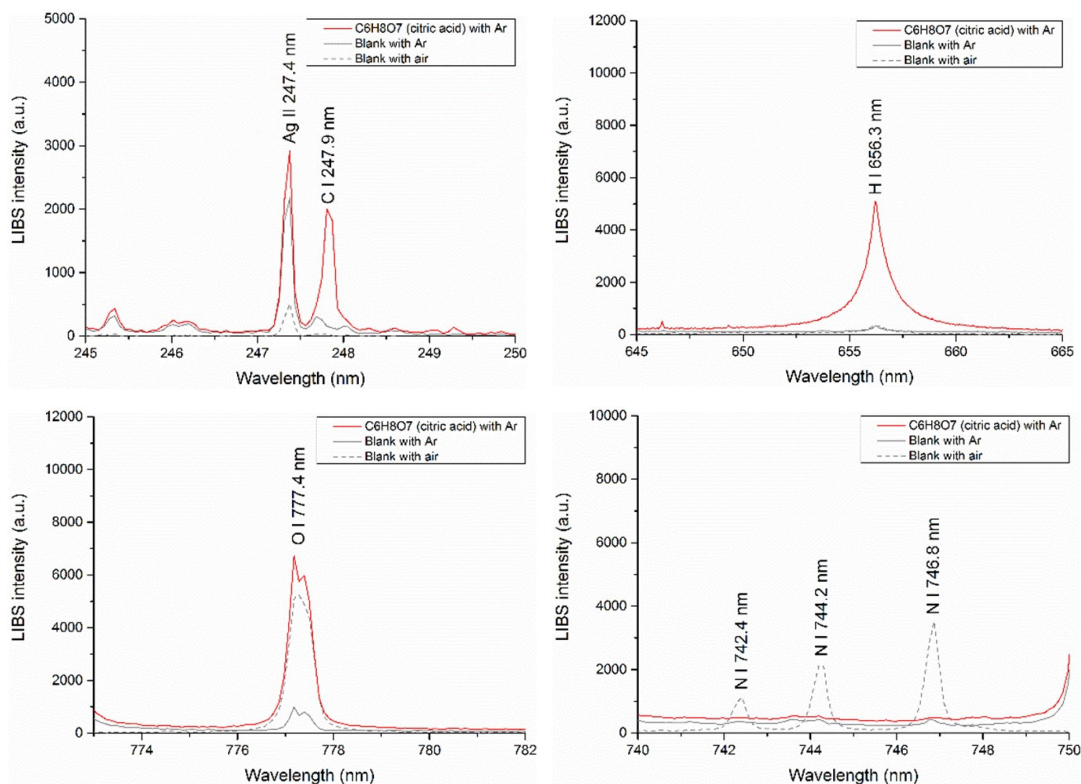 5000
4000
3000
2000
1000
0
LIBS intensity (a.u.)
C6H8O7 (citric acid) with Ar
Blank with Ar
Blank with air
Ag II 247.4 nm
C I 247.9 nm
245
246
247
248
249
250
Wavelength (nm)
12000
10000
8000
6000
4000
2000
0
LIBS intensity (a.u.)
C6H8O7 (citric acid) with Ar
Blank with Ar
Blank with air
H I 656.3 nm
645
650
655
660
665
Wavelength (nm)
12000
10000
8000
6000
4000
2000
0
LIBS intensity (a.u.)
C6H8O7 (citric acid) with Ar
Blank with Ar
Blank with air
O I 777.4 nm
774
776
778
780
782
Wavelength (nm)
10000
8000
6000
4000
2000
0
LIBS intensity (a.u.)
C6H8O7 (citric acid) with Ar
Blank with Ar
Blank with air
N I 742.4 nm
N I 744.2 nm
N I 746.8 nm
740
742
744
746
748
750
Wavelength (nm)